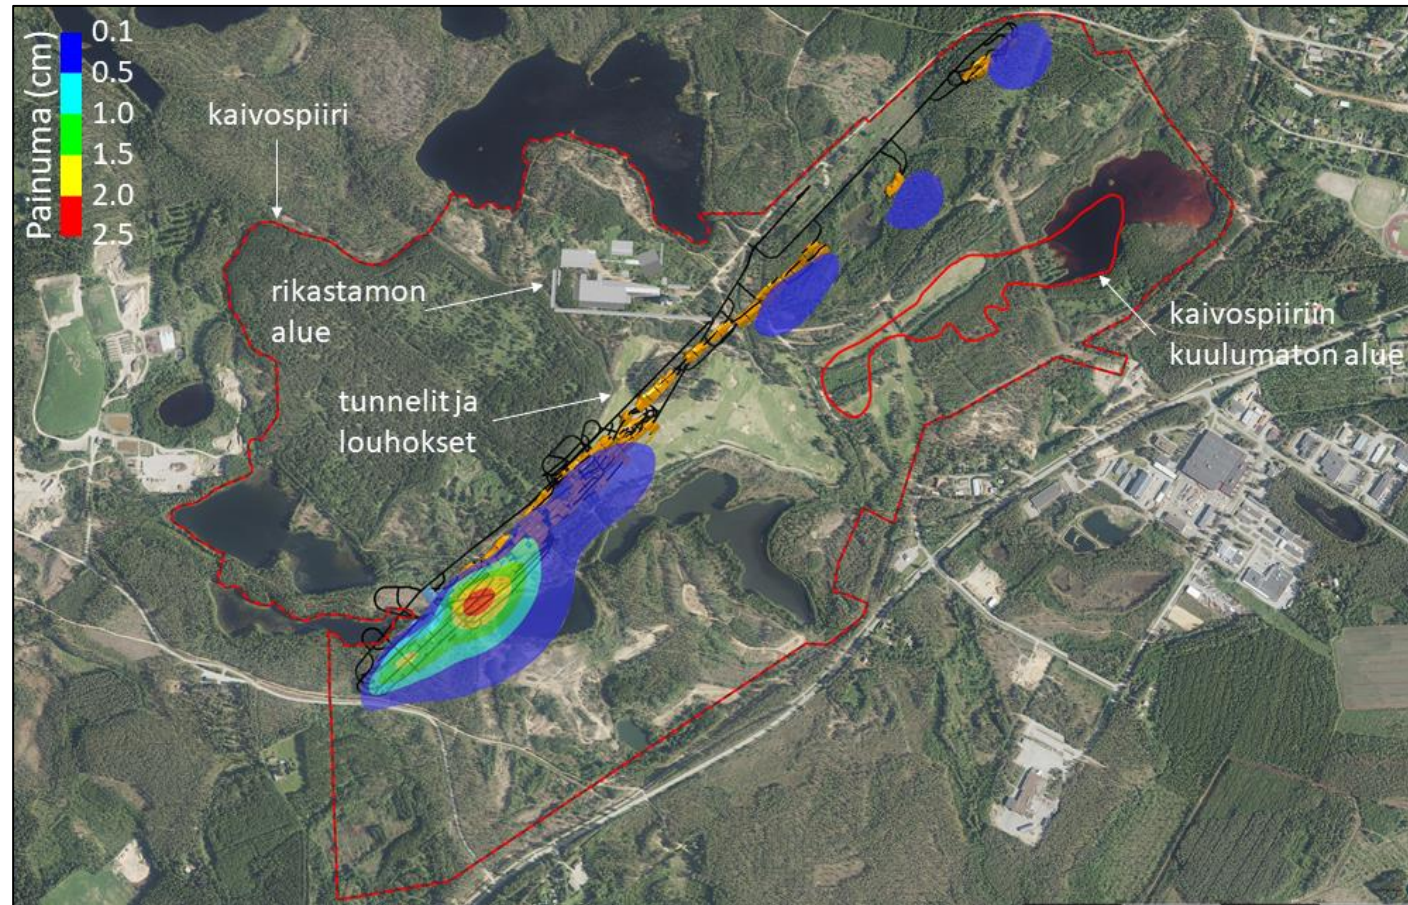 Painuma (cm)
0.1
0.5
1.0
1.5
2.0
2.5
kaivospiiri
rikastamon
alue
tunnelit ja
louhokset
kaivospiiriin
kuulumaton alue